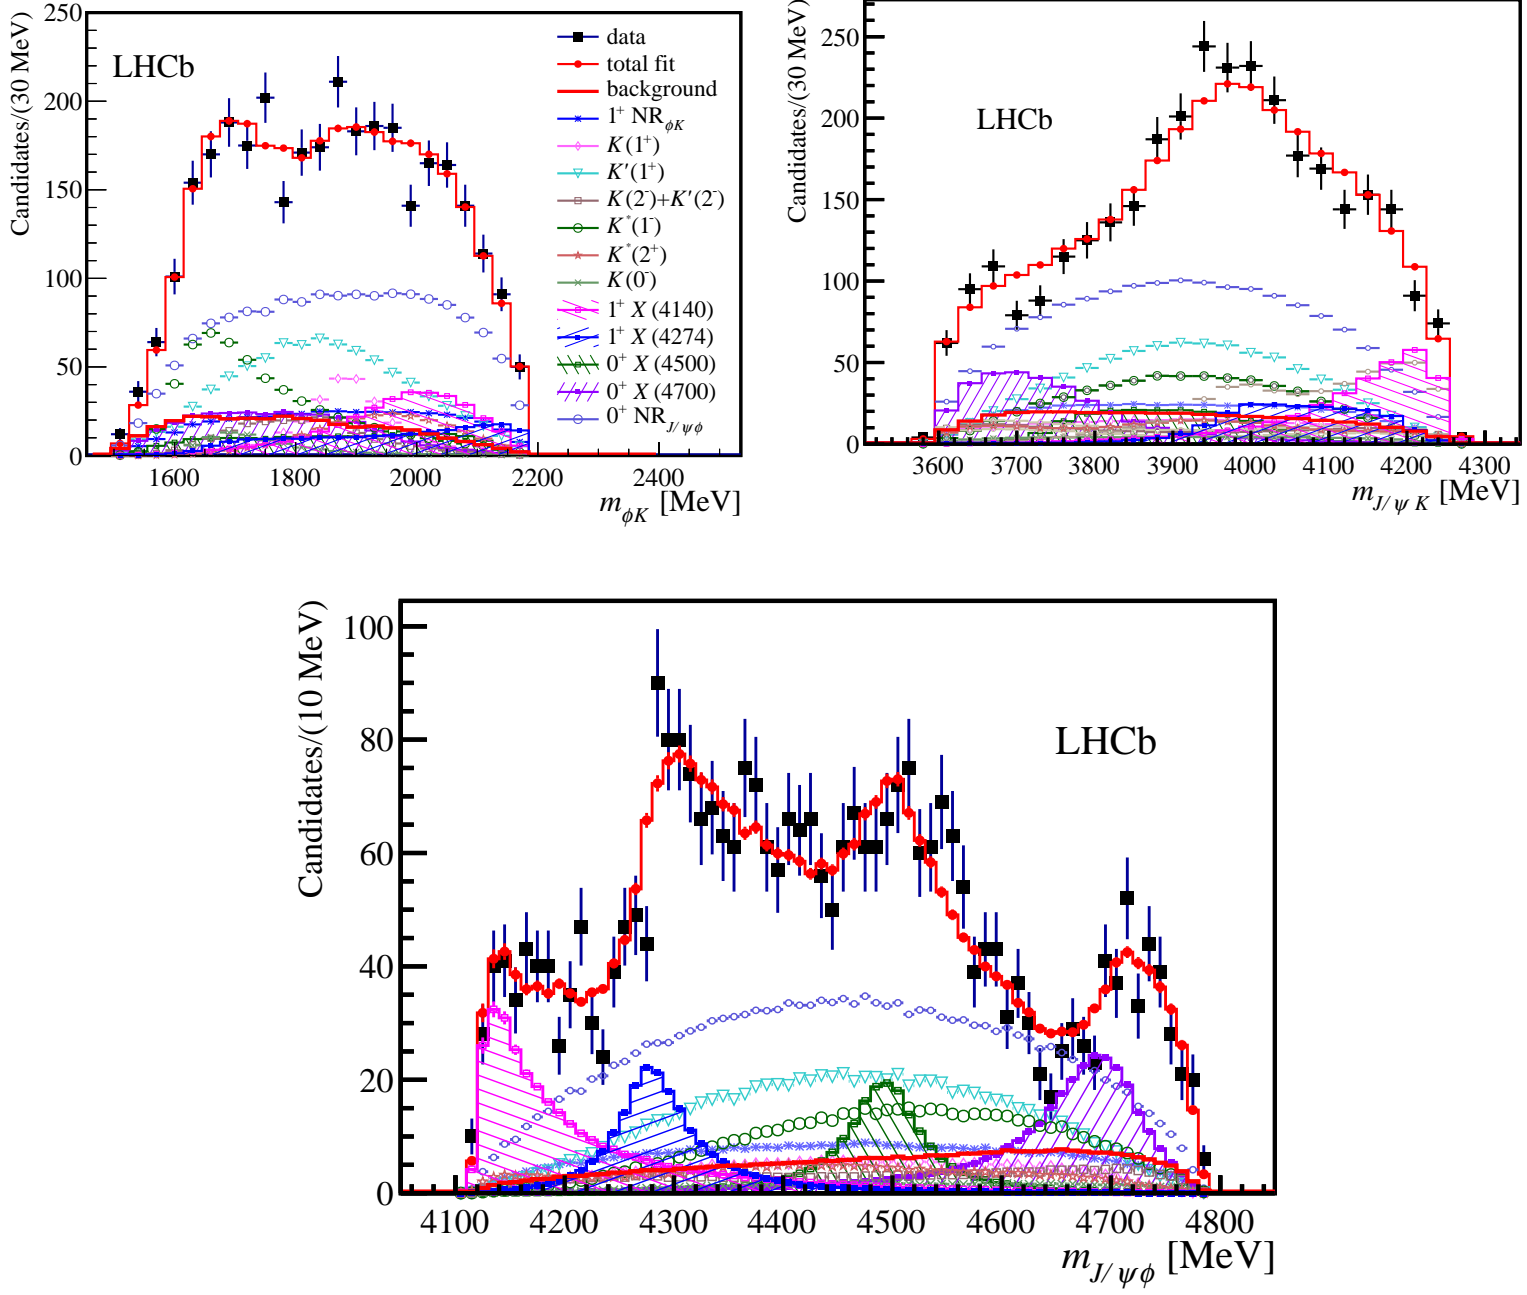 Candidates/(30 MeV)
250
200
150
100
50
0
LHCb
data
total fit
background
1⁺ NR_ϕK
K(1⁺)
K′(1⁺)
K(2⁻)+K′(2⁻)
K*(1⁻)
K*(2⁺)
K(0⁻)
1⁺ X(4140)
1⁺ X(4274)
0⁺ X(4500)
0⁺ X(4700)
0⁺ NR_J/ψϕ
1600 1800 2000 2200 2400
m_ϕK [MeV]
Candidates/(30 MeV)
250
200
150
100
50
0
LHCb
3600 3700 3800 3900 4000 4100 4200 4300
m_J/ψ K [MeV]
Candidates/(10 MeV)
100
80
60
40
20
0
LHCb
4100 4200 4300 4400 4500 4600 4700 4800
m_J/ψϕ [MeV]